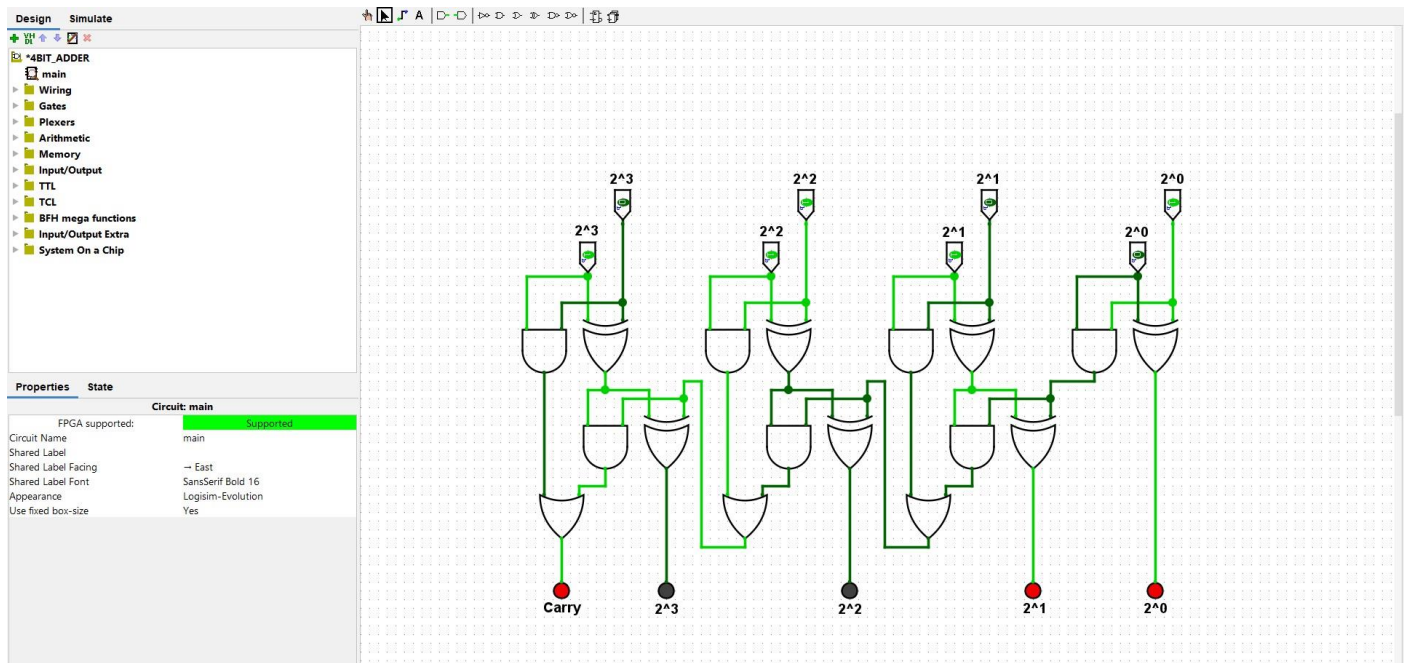 Design Simulate
A
VH
DL
*4BIT_ADDER
main
Wiring
Gates
Plexers
Arithmetic
Memory
Input/Output
TTL
TCL
BFH mega functions
Input/Output Extra
System On a Chip
Properties State
Circuit: main
FPGA supported: Supported
Circuit Name main
Shared Label
Shared Label Facing → East
Shared Label Font SansSerif Bold 16
Appearance Logisim-Evolution
Use fixed box-size Yes
2^3 2^2 2^1 2^0
2^3 2^2 2^1 2^0
Carry 2^3 2^2 2^1 2^0